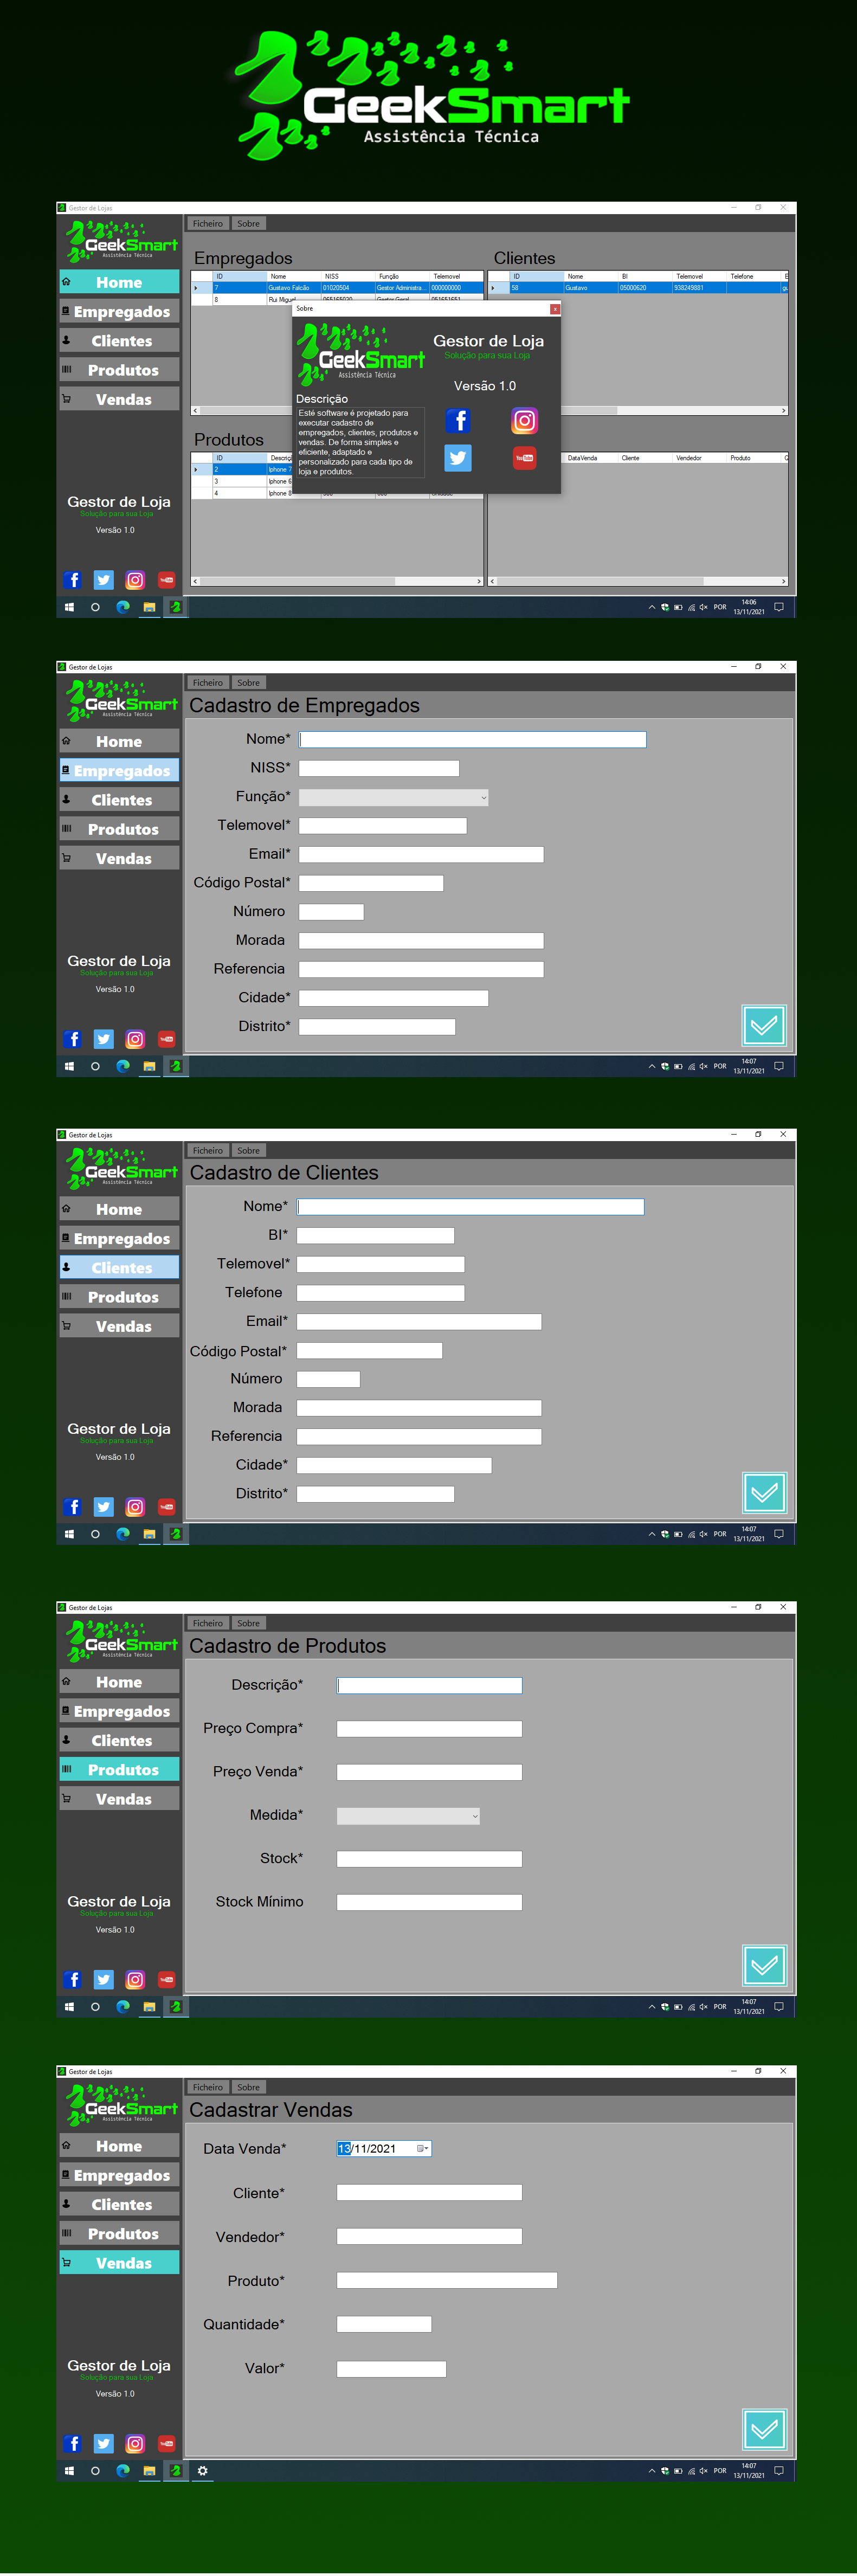 GeekSmart
Assistência Técnica
Gestor de Lojas
GeekSmart
Assistência Técnica
Home
Empregados
Clientes
Produtos
Vendas
Gestor de Loja
Solução para sua Loja
Versão 1.0
YouTube
Ficheiro Sobre
Empregados
ID Nome NISS Função Telemovel
7 Gustavo Falcão 01020504 Gestor Administra... 000000000
8 Rui Miguel
Clientes
ID Nome BI Telemovel Telefone E
58 Gustavo 05000620 938249881 gu
Sobre
GeekSmart
Assistência Técnica
Gestor de Loja
Solução para sua Loja
Versão 1.0
Descrição
Esté software é projetado para
executar cadastro de
empregados, clientes, produtos e
vendas. De forma simples e
eficiente, adaptado e
personalizado para cada tipo de
loja e produtos.
YouTube
Produtos
ID
2 Iphone 7
3 Iphone 6
4 Iphone 8
DataVenda Cliente Vendedor Produto Q
POR
14:06
13/11/2021
Gestor de Lojas
GeekSmart
Assistência Técnica
Home
Empregados
Clientes
Produtos
Vendas
Gestor de Loja
Solução para sua Loja
Versão 1.0
YouTube
Ficheiro Sobre
Cadastro de Empregados
Nome*
NISS*
Função*
Telemovel*
Email*
Código Postal*
Número
Morada
Referencia
Cidade*
Distrito*
POR
14:07
13/11/2021
Gestor de Lojas
GeekSmart
Assistência Técnica
Home
Empregados
Clientes
Produtos
Vendas
Gestor de Loja
Solução para sua Loja
Versão 1.0
YouTube
Ficheiro Sobre
Cadastro de Clientes
Nome*
BI*
Telemovel*
Telefone
Email*
Código Postal*
Número
Morada
Referencia
Cidade*
Distrito*
POR
14:07
13/11/2021
Gestor de Lojas
GeekSmart
Assistência Técnica
Home
Empregados
Clientes
Produtos
Vendas
Gestor de Loja
Solução para sua Loja
Versão 1.0
YouTube
Ficheiro Sobre
Cadastro de Produtos
Descrição*
Preço Compra*
Preço Venda*
Medida*
Stock*
Stock Mínimo
POR
14:07
13/11/2021
Gestor de Lojas
GeekSmart
Assistência Técnica
Home
Empregados
Clientes
Produtos
Vendas
Gestor de Loja
Solução para sua Loja
Versão 1.0
YouTube
Ficheiro Sobre
Cadastrar Vendas
Data Venda* 13/11/2021
Cliente*
Vendedor*
Produto*
Quantidade*
Valor*
POR
14:07
13/11/2021